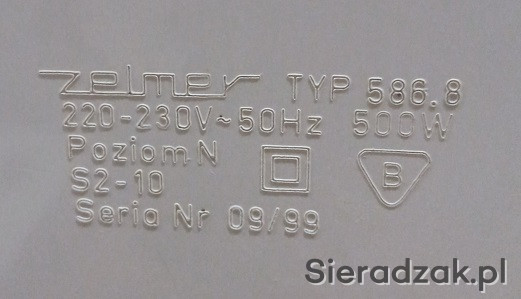 zelmer TYP 586.8
220-230V~50Hz 500W
Poziom N
S2-10
B
Seria Nr 09/99
Sieradzak.pl